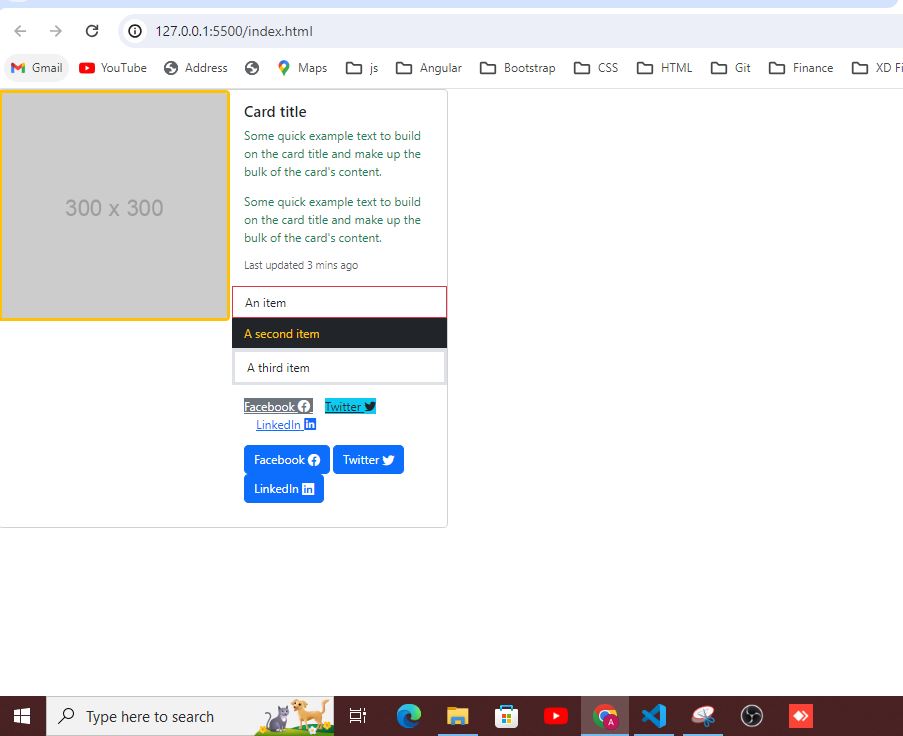 127.0.0.1:5500/index.html
Gmail YouTube Address Maps js Angular Bootstrap CSS HTML Git Finance XD Fi
300 x 300
Card title
Some quick example text to build
on the card title and make up the
bulk of the card's content.
Some quick example text to build
on the card title and make up the
bulk of the card's content.
Last updated 3 mins ago
An item
A second item
A third item
Facebook Twitter
LinkedIn
Facebook Twitter
LinkedIn
Type here to search